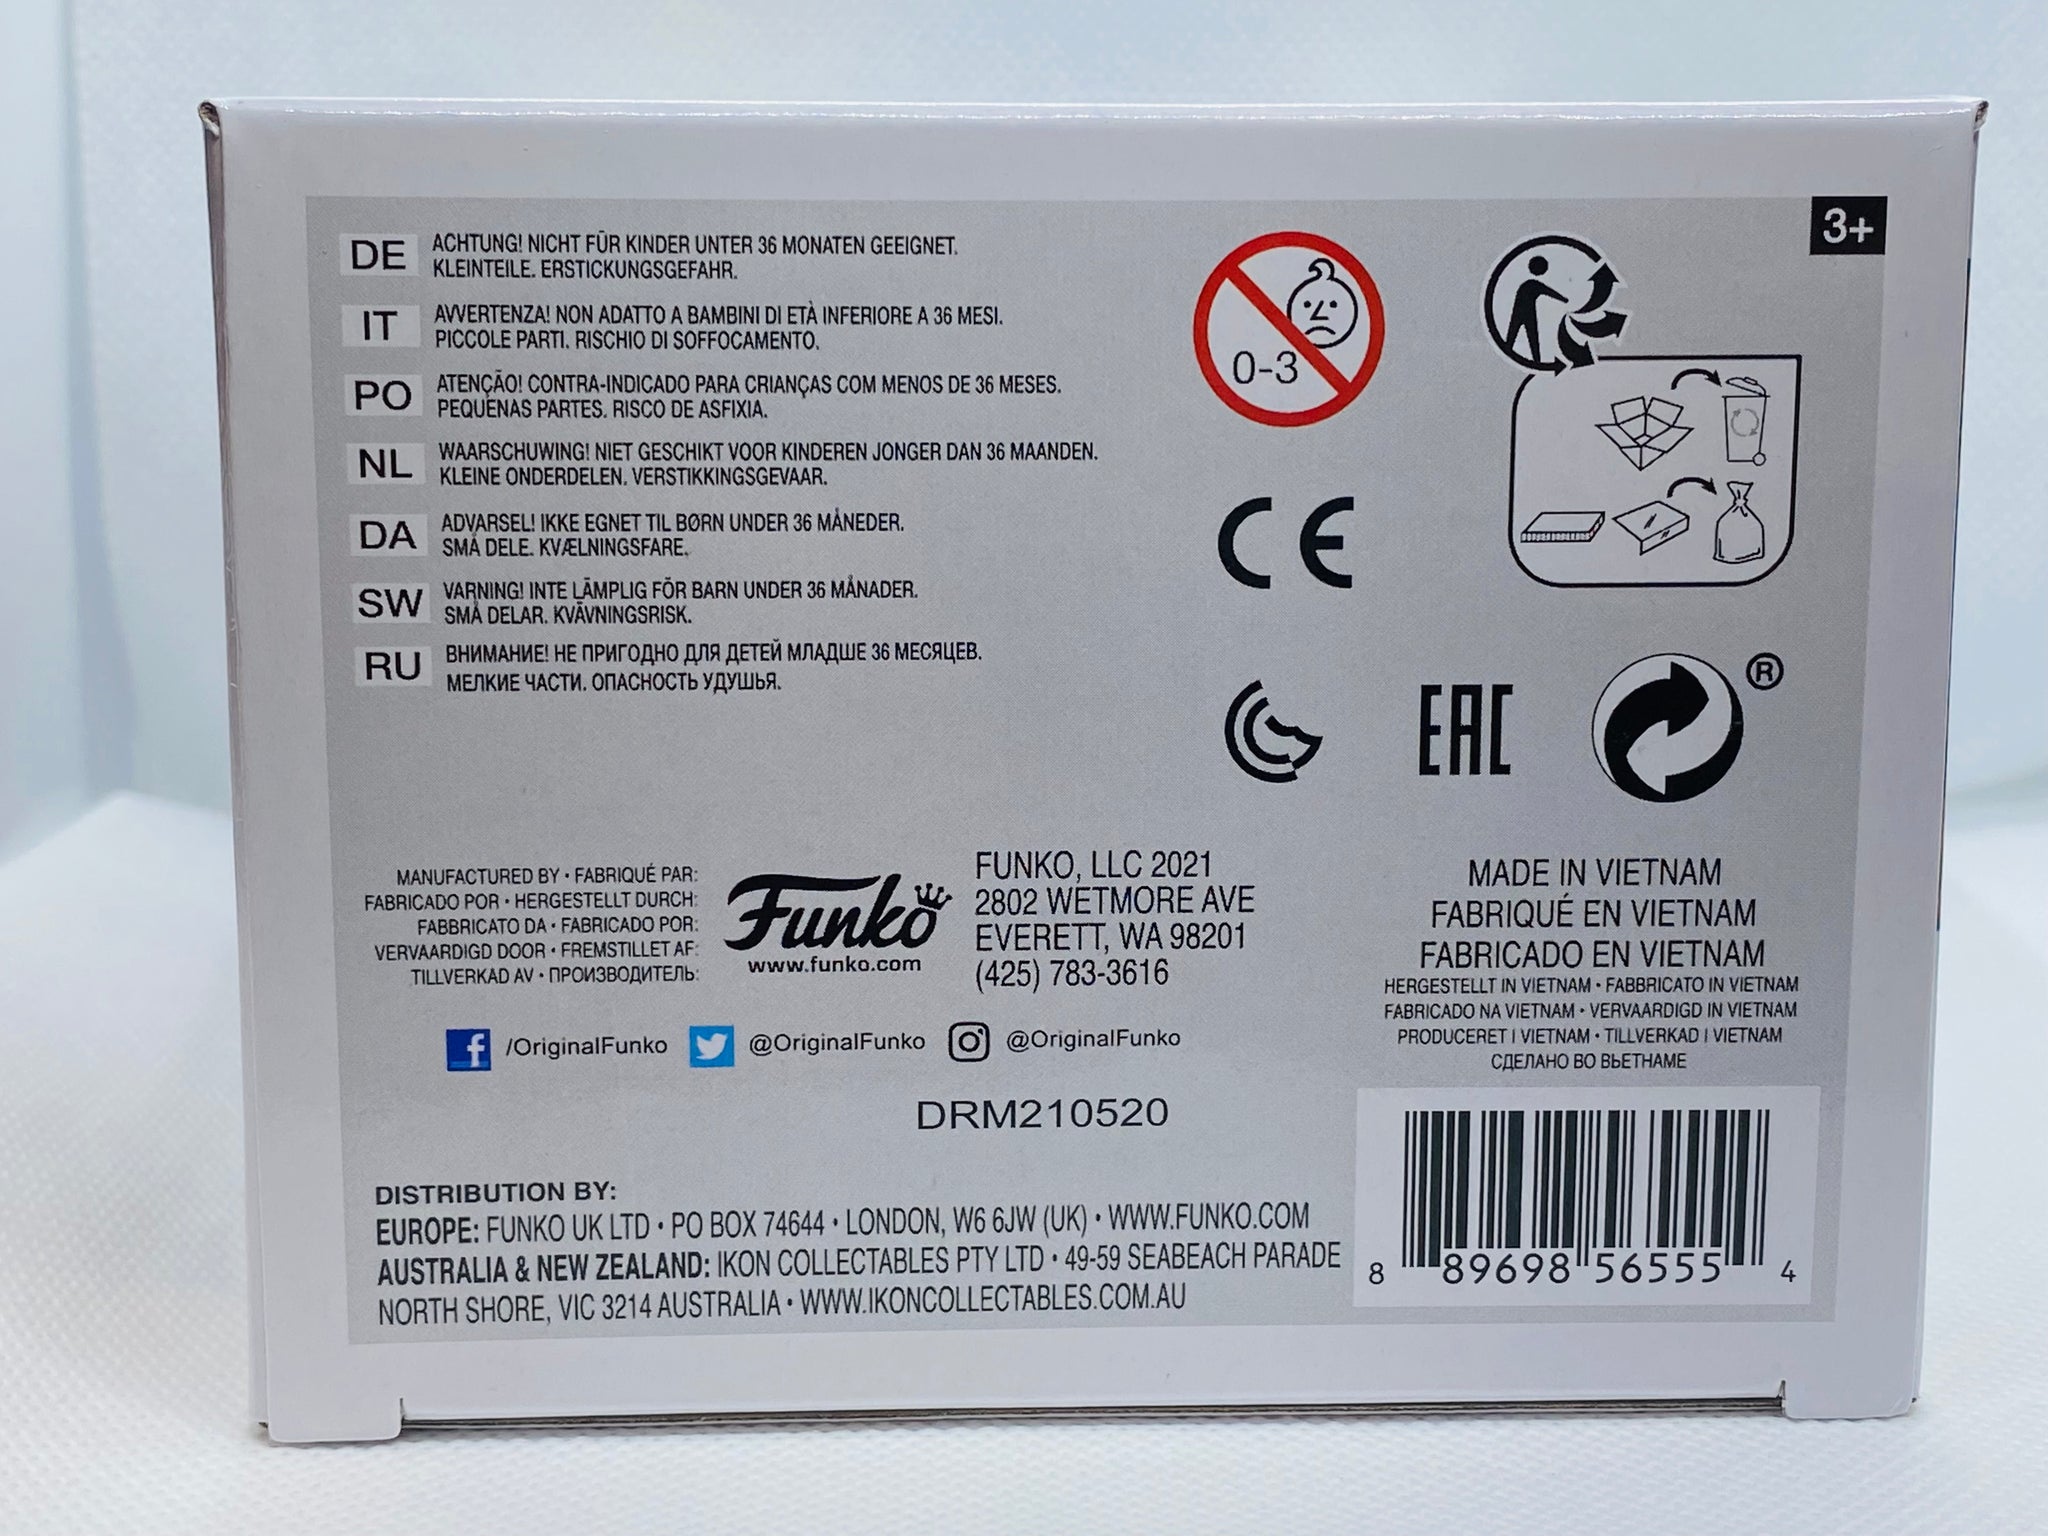 3+
DE
ACHTUNG! NICHT FÜR KINDER UNTER 36 MONATEN GEEIGNET.
KLEINTEILE. ERSTICKUNGSGEFAHR.
IT
AVVERTENZA! NON ADATTO A BAMBINI DI ETÀ INFERIORE A 36 MESI.
PICCOLE PARTI. RISCHIO DI SOFFOCAMENTO.
PO
ATENÇÃO! CONTRA-INDICADO PARA CRIANÇAS COM MENOS DE 36 MESES.
PEQUENAS PARTES. RISCO DE ASFIXIA.
NL
WAARSCHUWING! NIET GESCHIKT VOOR KINDEREN JONGER DAN 36 MAANDEN.
KLEINE ONDERDELEN. VERSTIKKINGSGEVAAR.
DA
ADVARSEL! IKKE EGNET TIL BØRN UNDER 36 MÅNEDER.
SMÅ DELE. KVÆLNINGSFARE.
SW
VARNING! INTE LÄMPLIG FÖR BARN UNDER 36 MÅNADER.
SMÅ DELAR. KVÄVNINGSRISK.
RU
ВНИМАНИЕ! НЕ ПРИГОДНО ДЛЯ ДЕТЕЙ МЛАДШЕ 36 МЕСЯЦЕВ.
МЕЛКИЕ ЧАСТИ. ОПАСНОСТЬ УДУШЬЯ.
0-3
CE
EAC
®
MANUFACTURED BY • FABRIQUÉ PAR:
FABRICADO POR • HERGESTELLT DURCH:
FABBRICATO DA • FABRICADO POR:
VERVAARDIGD DOOR • FREMSTILLET AF:
TILLVERKAD AV • ПРОИЗВОДИТЕЛЬ:
Funko
www.funko.com
FUNKO, LLC 2021
2802 WETMORE AVE
EVERETT, WA 98201
(425) 783-3616
MADE IN VIETNAM
FABRIQUÉ EN VIETNAM
FABRICADO EN VIETNAM
HERGESTELLT IN VIETNAM • FABBRICATO IN VIETNAM
FABRICADO NA VIETNAM • VERVAARDIGD IN VIETNAM
PRODUCERET I VIETNAM • TILLVERKAD I VIETNAM
СДЕЛАНО ВО ВЬЕТНАМЕ
/OriginalFunko @OriginalFunko @OriginalFunko
DRM210520
DISTRIBUTION BY:
EUROPE: FUNKO UK LTD • PO BOX 74644 • LONDON, W6 6JW (UK) • WWW.FUNKO.COM
AUSTRALIA & NEW ZEALAND: IKON COLLECTABLES PTY LTD • 49-59 SEABEACH PARADE
NORTH SHORE, VIC 3214 AUSTRALIA • WWW.IKONCOLLECTABLES.COM.AU
8 89698 56555 4